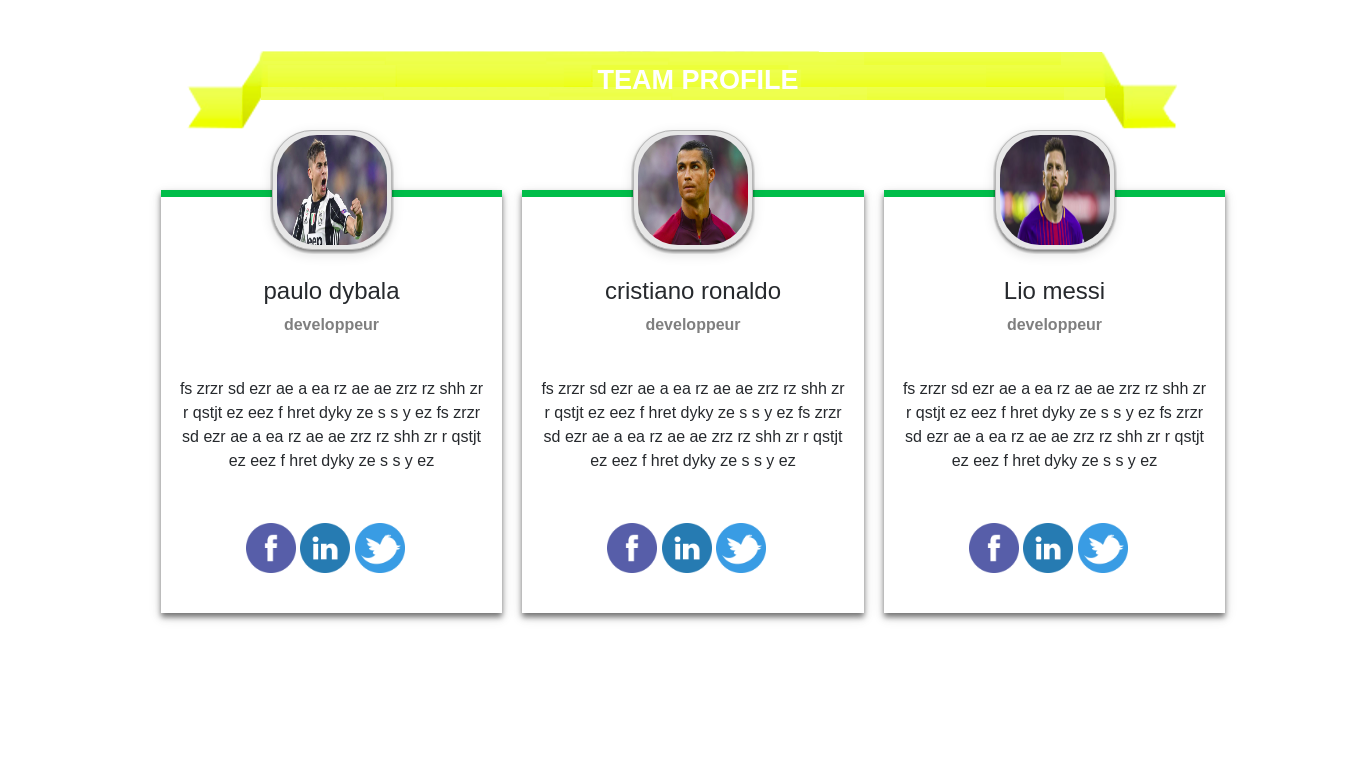 TEAM PROFILE
paulo dybala
developpeur
fs zrzr sd ezr ae a ea rz ae ae zrz rz shh zr
r qstjt ez eez f hret dyky ze s s y ez fs zrzr
sd ezr ae a ea rz ae ae zrz rz shh zr r qstjt
ez eez f hret dyky ze s s y ez
f in
cristiano ronaldo
developpeur
fs zrzr sd ezr ae a ea rz ae ae zrz rz shh zr
r qstjt ez eez f hret dyky ze s s y ez fs zrzr
sd ezr ae a ea rz ae ae zrz rz shh zr r qstjt
ez eez f hret dyky ze s s y ez
f in
Lio messi
developpeur
fs zrzr sd ezr ae a ea rz ae ae zrz rz shh zr
r qstjt ez eez f hret dyky ze s s y ez fs zrzr
sd ezr ae a ea rz ae ae zrz rz shh zr r qstjt
ez eez f hret dyky ze s s y ez
f in